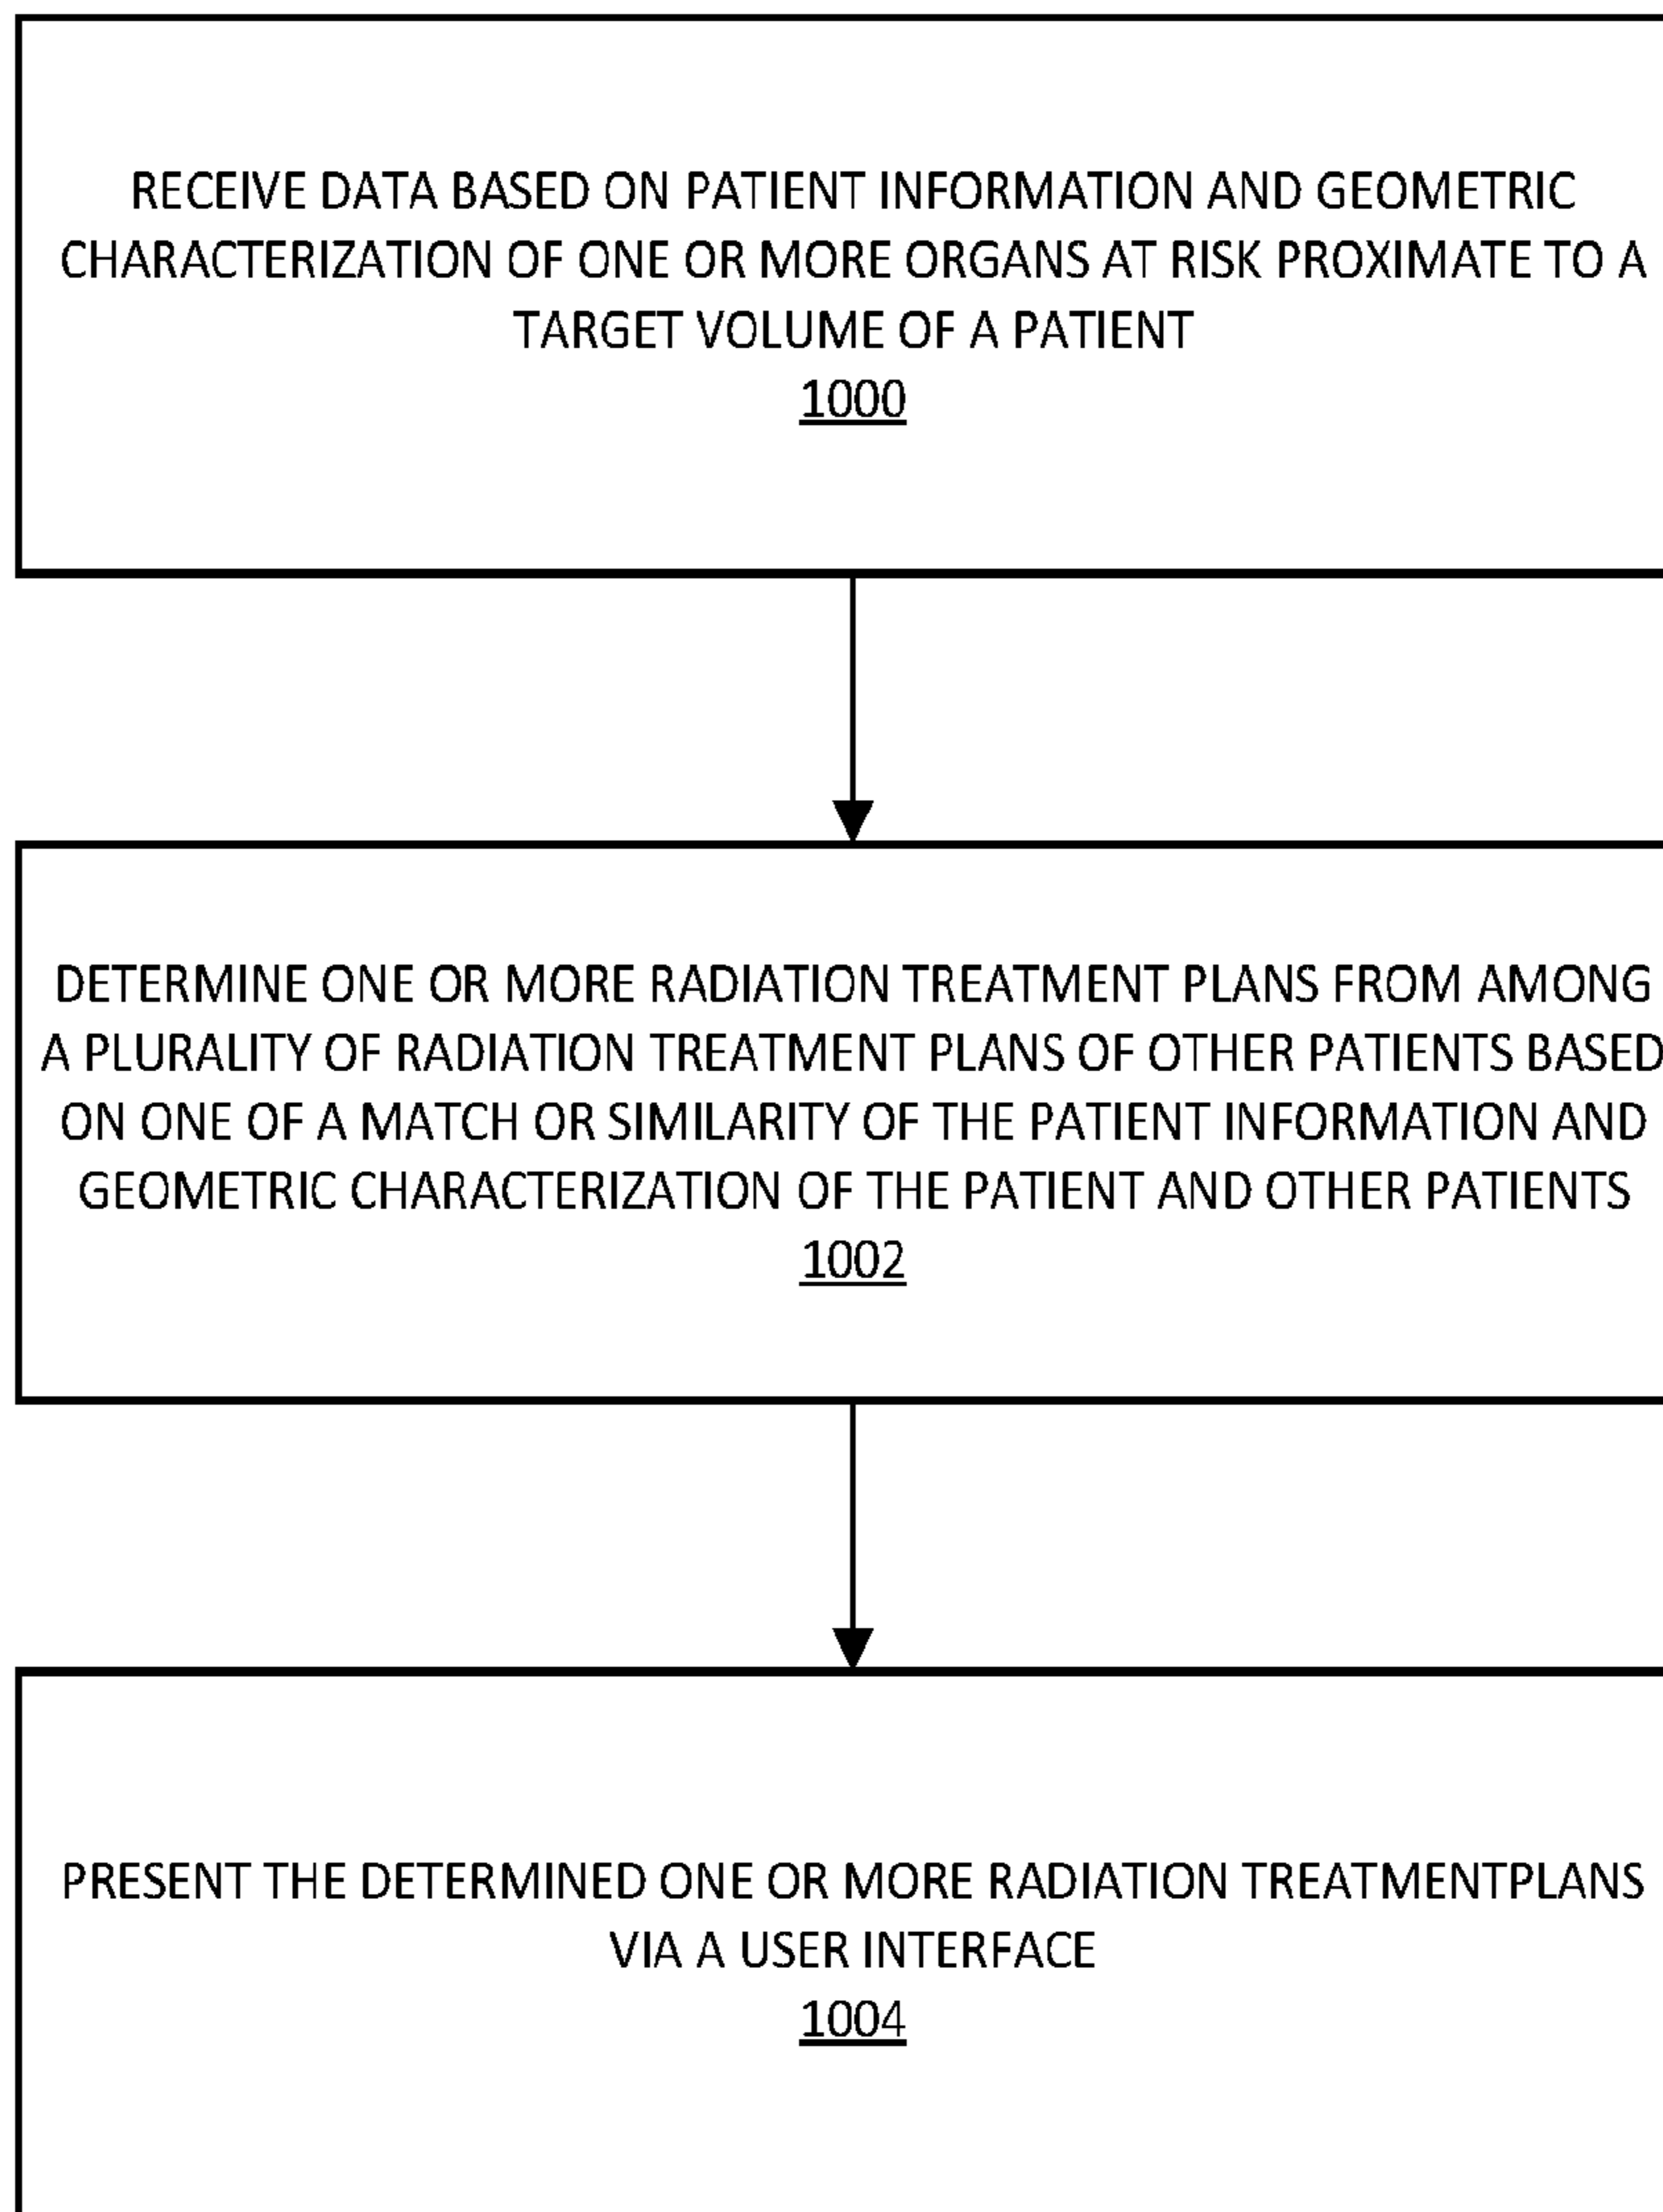 RECEIVE DATA BASED ON PATIENT INFORMATION AND GEOMETRIC
CHARACTERIZATION OF ONE OR MORE ORGANS AT RISK PROXIMATE TO A
TARGET VOLUME OF A PATIENT
1000
DETERMINE ONE OR MORE RADIATION TREATMENT PLANS FROM AMONG
A PLURALITY OF RADIATION TREATMENT PLANS OF OTHER PATIENTS BASED
ON ONE OF A MATCH OR SIMILARITY OF THE PATIENT INFORMATION AND
GEOMETRIC CHARACTERIZATION OF THE PATIENT AND OTHER PATIENTS
1002
PRESENT THE DETERMINED ONE OR MORE RADIATION TREATMENTPLANS
VIA A USER INTERFACE
1004